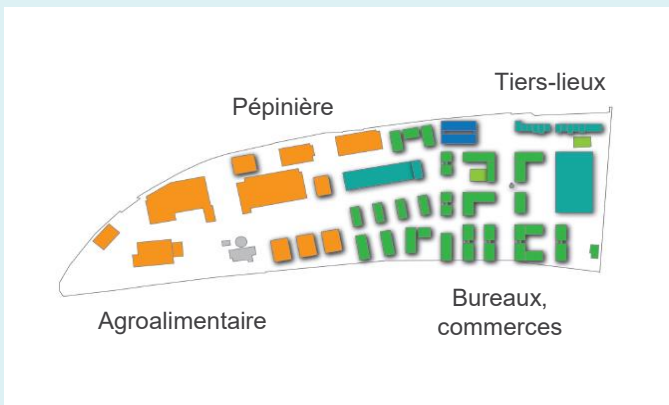 Tiers-lieux
Pépinière
Agroalimentaire
Bureaux,
commerces